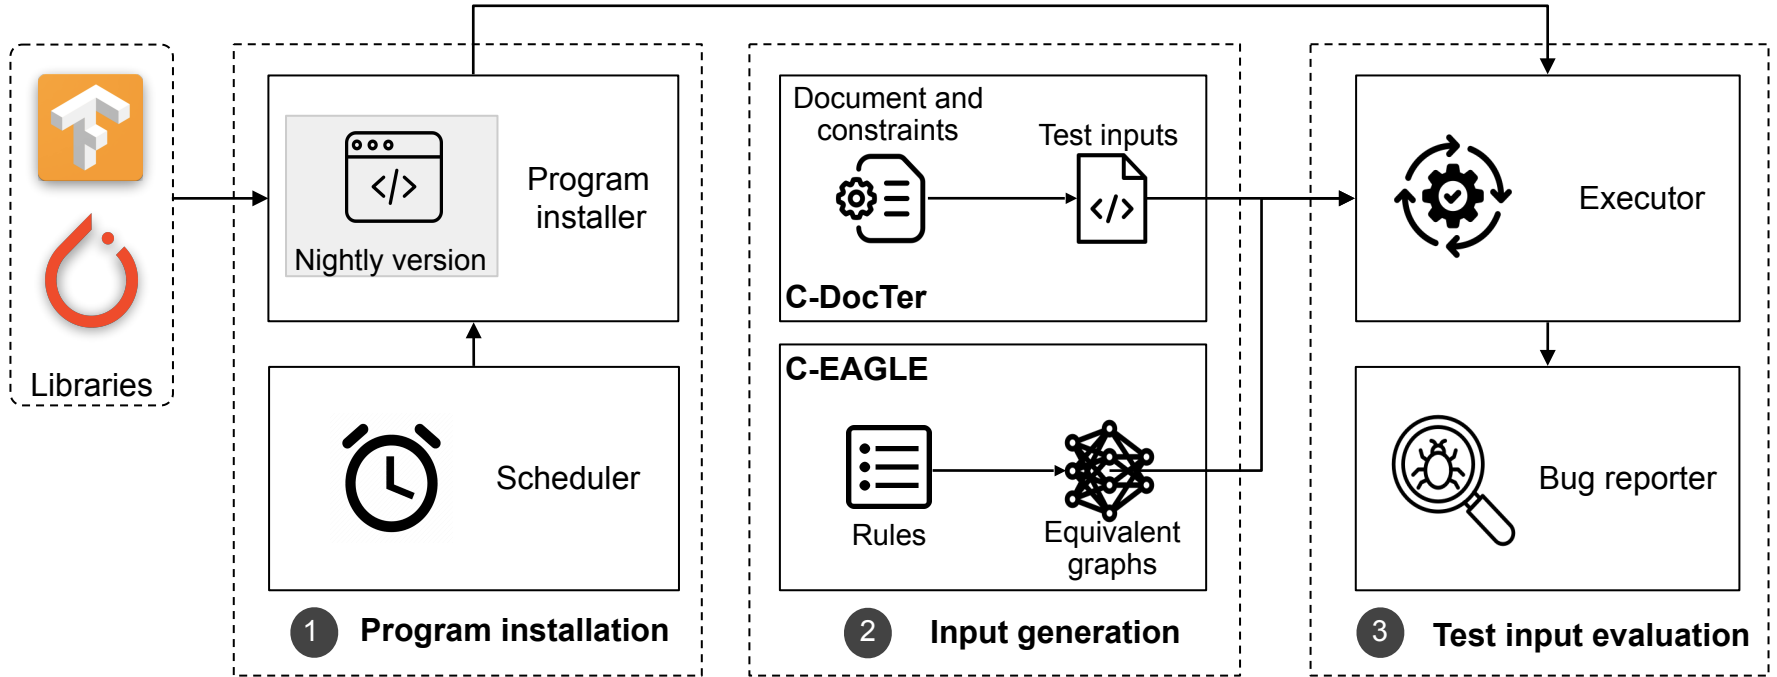 Libraries
</>
Nightly version
Program
installer
Scheduler
1 Program installation
Document and
constraints
Test inputs
</>
C-DocTer
C-EAGLE
Rules
Equivalent
graphs
2 Input generation
Executor
Bug reporter
3 Test input evaluation